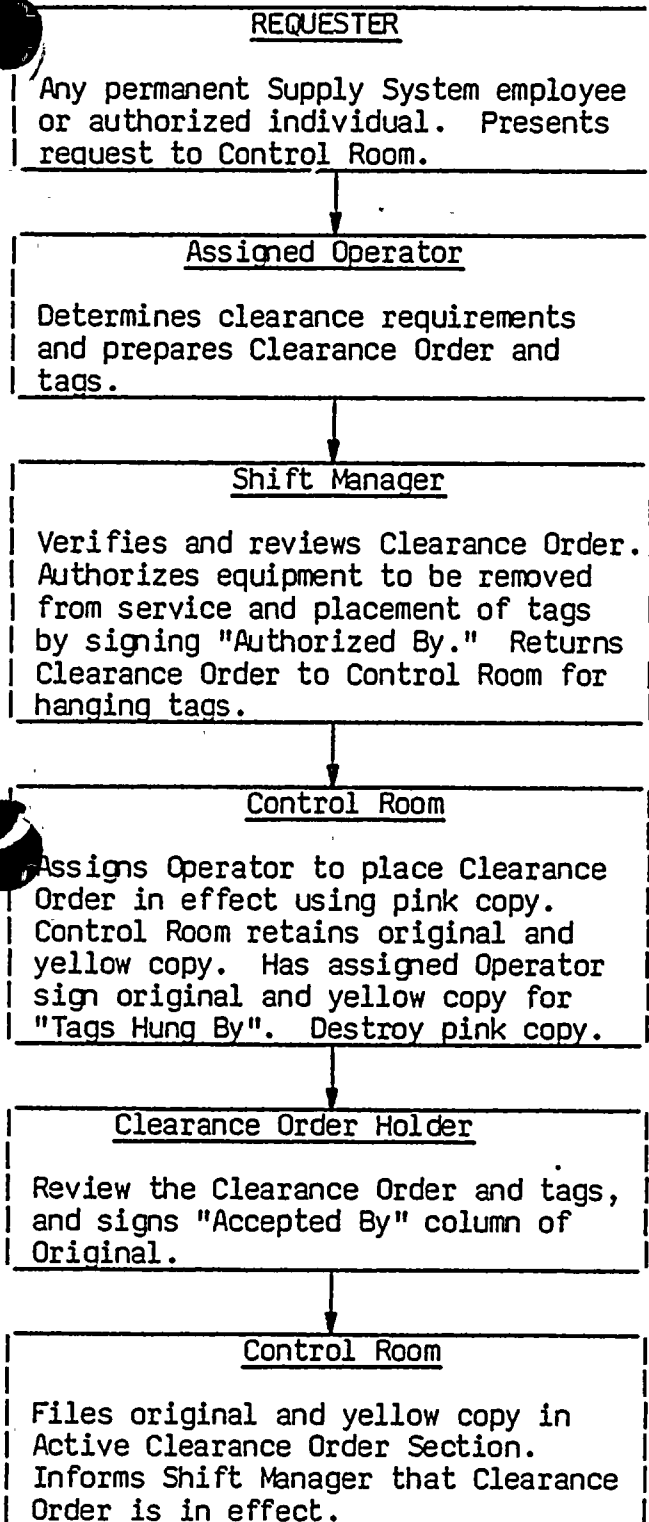 REQUESTER
Any permanent Supply System employee
or authorized individual. Presents
request to Control Room.
Assigned Operator
Determines clearance requirements
and prepares Clearance Order and
tags.
Shift Manager
Verifies and reviews Clearance Order.
Authorizes equipment to be removed
from service and placement of tags
by signing "Authorized By." Returns
Clearance Order to Control Room for
hanging tags.
Control Room
Assigns Operator to place Clearance
Order in effect using pink copy.
Control Room retains original and
yellow copy. Has assigned Operator
sign original and yellow copy for
"Tags Hung By". Destroy pink copy.
Clearance Order Holder
Review the Clearance Order and tags,
and signs "Accepted By" column of
Original.
Control Room
Files original and yellow copy in
Active Clearance Order Section.
Informs Shift Manager that Clearance
Order is in effect.